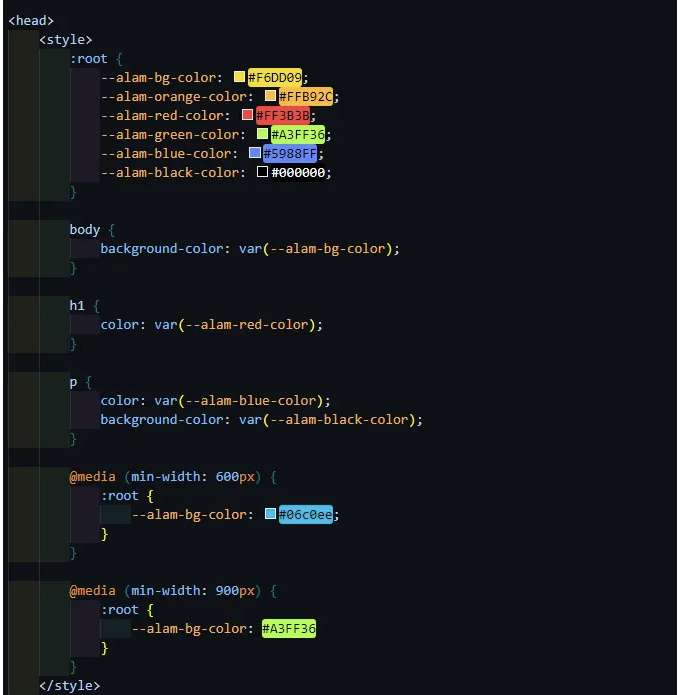 <head>
<style>
:root {
--alam-bg-color: #F6DD09;
--alam-orange-color: #FFB92C;
--alam-red-color: #FF3B3B;
--alam-green-color: #A3FF36;
--alam-blue-color: #5988FF;
--alam-black-color: #000000;
}
body {
background-color: var(--alam-bg-color);
}
h1 {
color: var(--alam-red-color);
}
p {
color: var(--alam-blue-color);
background-color: var(--alam-black-color);
}
@media (min-width: 600px) {
:root {
--alam-bg-color: #06c0ee;
}
}
@media (min-width: 900px) {
:root {
--alam-bg-color: #A3FF36
}
}
</style>